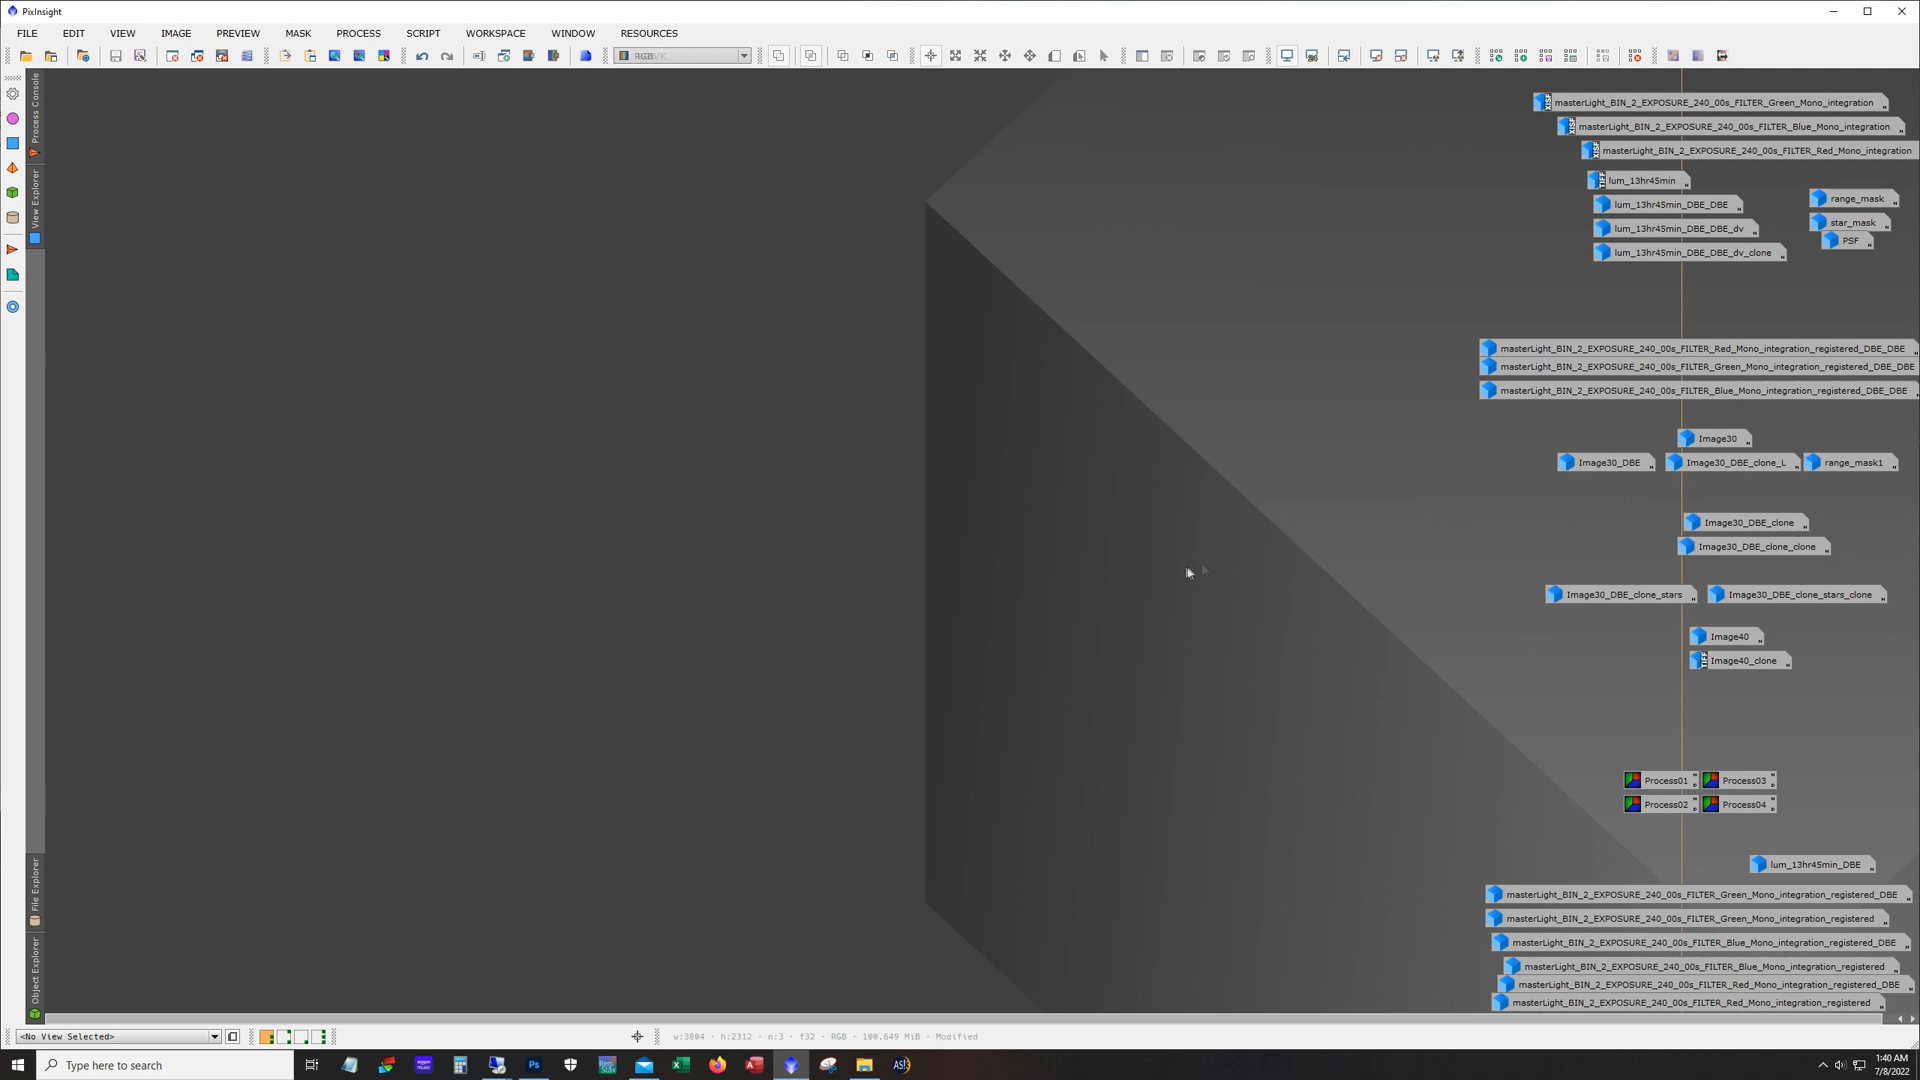 PixInsight
FILE EDIT VIEW IMAGE PREVIEW MASK PROCESS SCRIPT WORKSPACE WINDOW RESOURCES
Process Console
View Explorer
File Explorer
Object Explorer
masterLight_BIN_2_EXPOSURE_240_00s_FILTER_Green_Mono_integration
masterLight_BIN_2_EXPOSURE_240_00s_FILTER_Blue_Mono_integration
masterLight_BIN_2_EXPOSURE_240_00s_FILTER_Red_Mono_integration
lum_13hr45min
lum_13hr45min_DBE_DBE
range_mask
lum_13hr45min_DBE_DBE_dv
star_mask
PSF
lum_13hr45min_DBE_DBE_dv_clone
masterLight_BIN_2_EXPOSURE_240_00s_FILTER_Red_Mono_integration_registered_DBE_DBE
masterLight_BIN_2_EXPOSURE_240_00s_FILTER_Green_Mono_integration_registered_DBE_DBE
masterLight_BIN_2_EXPOSURE_240_00s_FILTER_Blue_Mono_integration_registered_DBE_DBE
Image30
Image30_DBE Image30_DBE_clone_L range_mask1
Image30_DBE_clone
Image30_DBE_clone_clone
Image30_DBE_clone_stars Image30_DBE_clone_stars_clone
Image40
Image40_clone
Process01 Process03
Process02 Process04
lum_13hr45min_DBE
masterLight_BIN_2_EXPOSURE_240_00s_FILTER_Green_Mono_integration_registered_DBE
masterLight_BIN_2_EXPOSURE_240_00s_FILTER_Green_Mono_integration_registered
masterLight_BIN_2_EXPOSURE_240_00s_FILTER_Blue_Mono_integration_registered_DBE
masterLight_BIN_2_EXPOSURE_240_00s_FILTER_Blue_Mono_integration_registered
masterLight_BIN_2_EXPOSURE_240_00s_FILTER_Red_Mono_integration_registered_DBE
masterLight_BIN_2_EXPOSURE_240_00s_FILTER_Red_Mono_integration_registered
<No View Selected> w:3804 · h:2312 · n:3 · f32 · RGB · 100.649 MiB · Modified
Type here to search
1:40 AM
7/8/2022